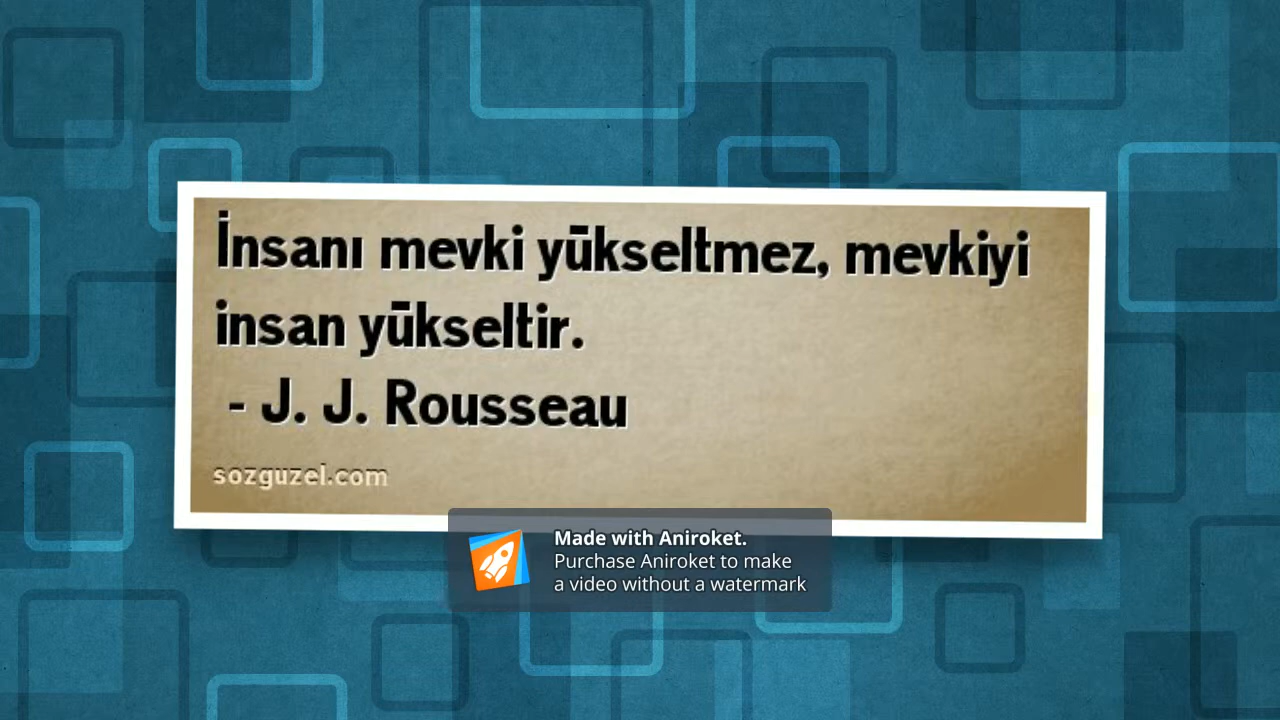 İnsanı mevki yükseltmez, mevkiyi
insan yükseltir.
- J. J. Rousseau
sozguzel.com
Made with Aniroket.
Purchase Aniroket to make
a video without a watermark